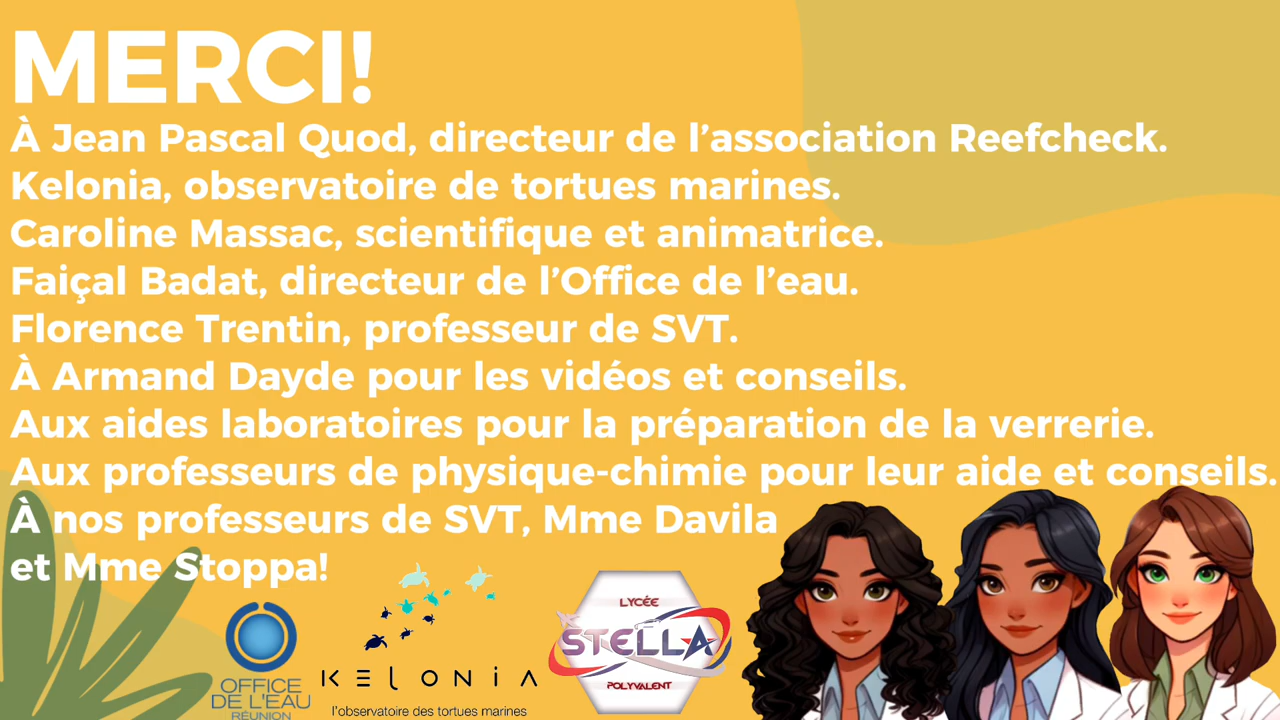 MERCI!
À Jean Pascal Quod, directeur de l'association Reefcheck.
Kelonia, observatoire de tortues marines.
Caroline Massac, scientifique et animatrice.
Faiçal Badat, directeur de l'Office de l'eau.
Florence Trentin, professeur de SVT.
À Armand Dayde pour les vidéos et conseils.
Aux aides laboratoires pour la préparation de la verrerie.
Aux professeurs de physique-chimie pour leur aide et conseils.
À nos professeurs de SVT, Mme Davila
et Mme Stoppa!
OFFICE
DE L'EAU
RÉUNION
KELONIA
l'observatoire des tortues marines
LYCÉE
STELLA
POLYVALENT